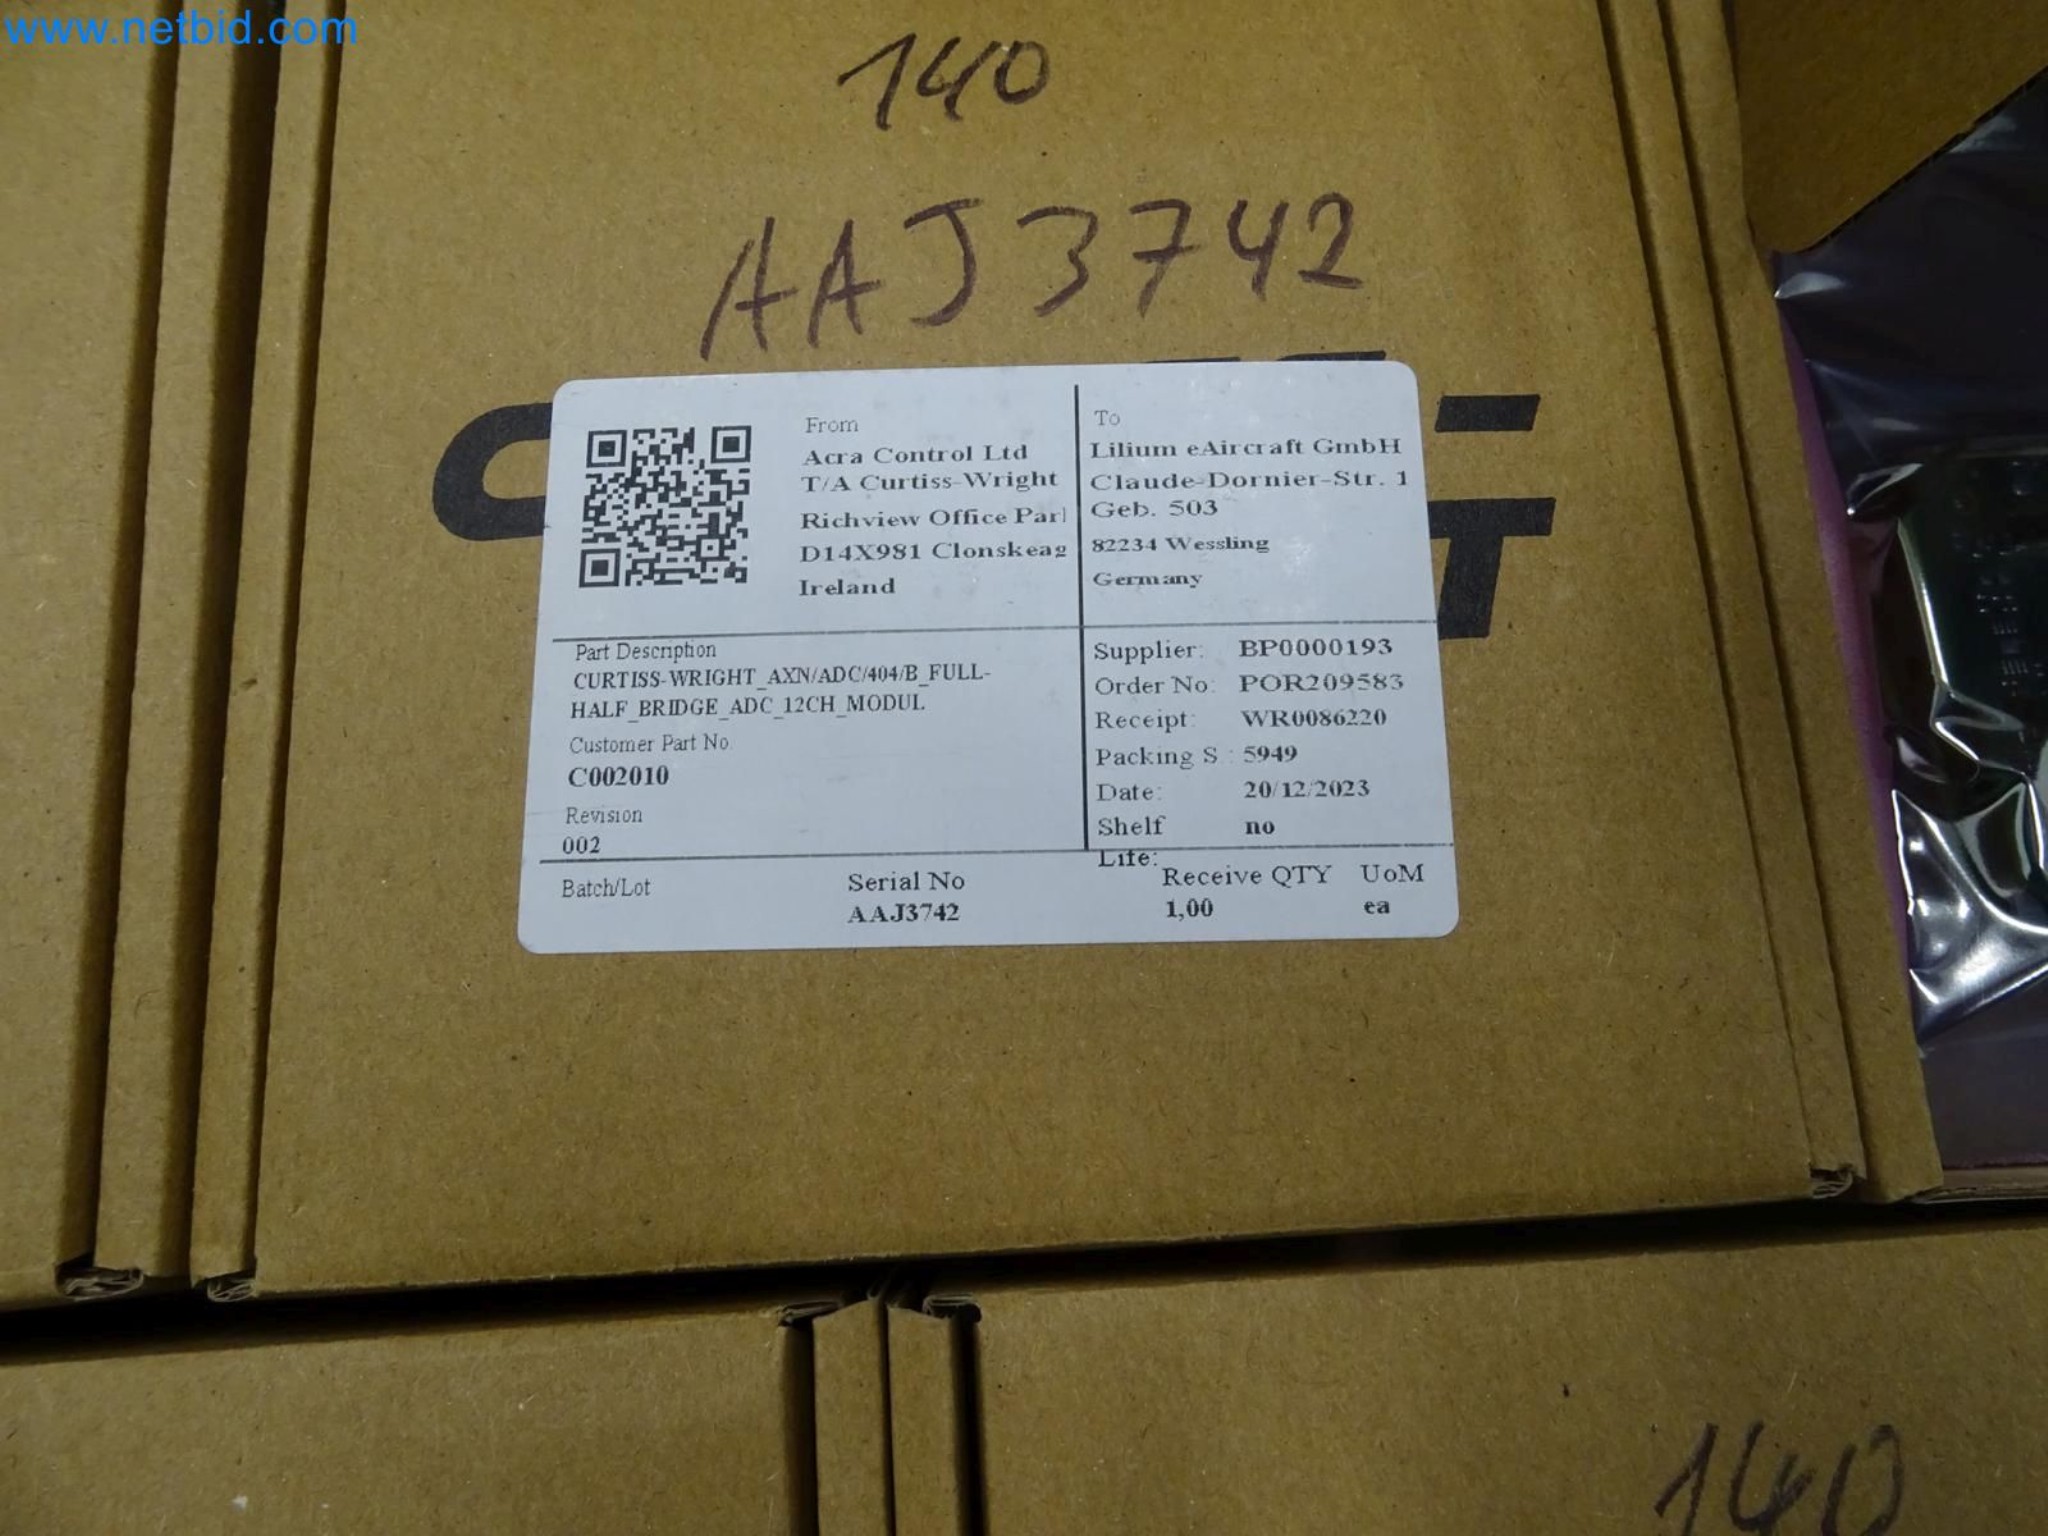 www.netbid.com
140
AAJ3742
From
Acra Control Ltd
T/A Curtiss-Wright
Richview Office Parl
D14X981 Clonskeag
Ireland
To
Lilium eAircraft GmbH
Claude-Dornier-Str. 1
Geb. 503
82234 Wessling
Germany
Part Description
CURTISS-WRIGHT_AXN/ADC/404/B_FULL-
HALF_BRIDGE_ADC_12CH_MODUL
Customer Part No.
C002010
Revision
002
Supplier: BP0000193
Order No: POR209583
Receipt: WR0086220
Packing S.: 5949
Date: 20/12/2023
Shelf no
Life:
Batch/Lot
Serial No
AAJ3742
Receive QTY UoM
1,00 ea
140